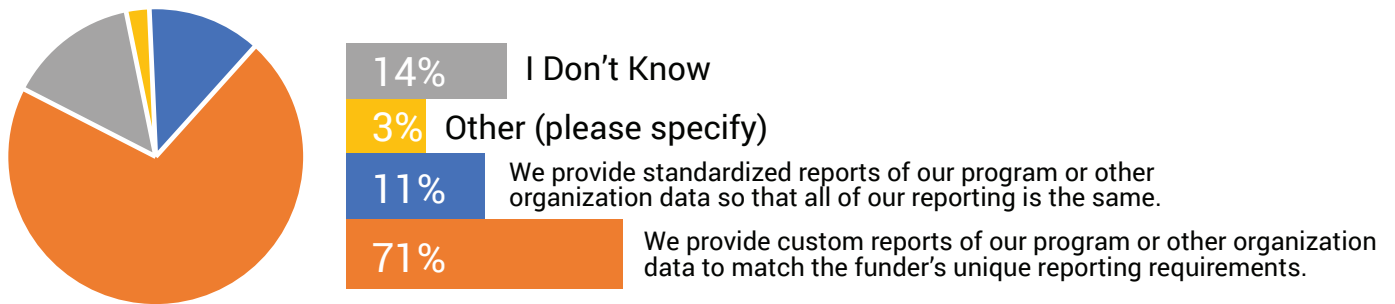 14% I Don’t Know
3% Other (please specify)
11% We provide standardized reports of our program or other
organization data so that all of our reporting is the same.
71% We provide custom reports of our program or other organization
data to match the funder’s unique reporting requirements.